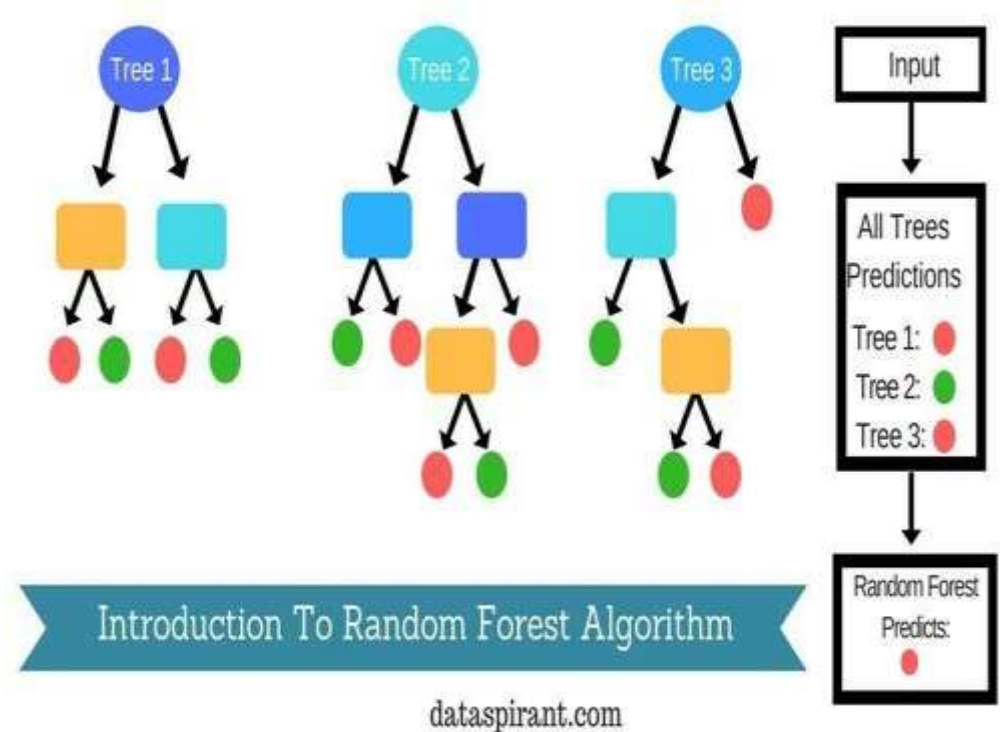 Tree 1
Tree 2
Tree 3
Input
All Trees
Predictions
Tree 1:
Tree 2:
Tree 3:
Random Forest
Predicts:
Introduction To Random Forest Algorithm
dataspirant.com